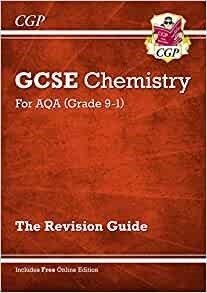 CGP
GCSE Chemistry
For AQA (Grade 9-1)
CGP
The Revision Guide
Includes Free Online Edition